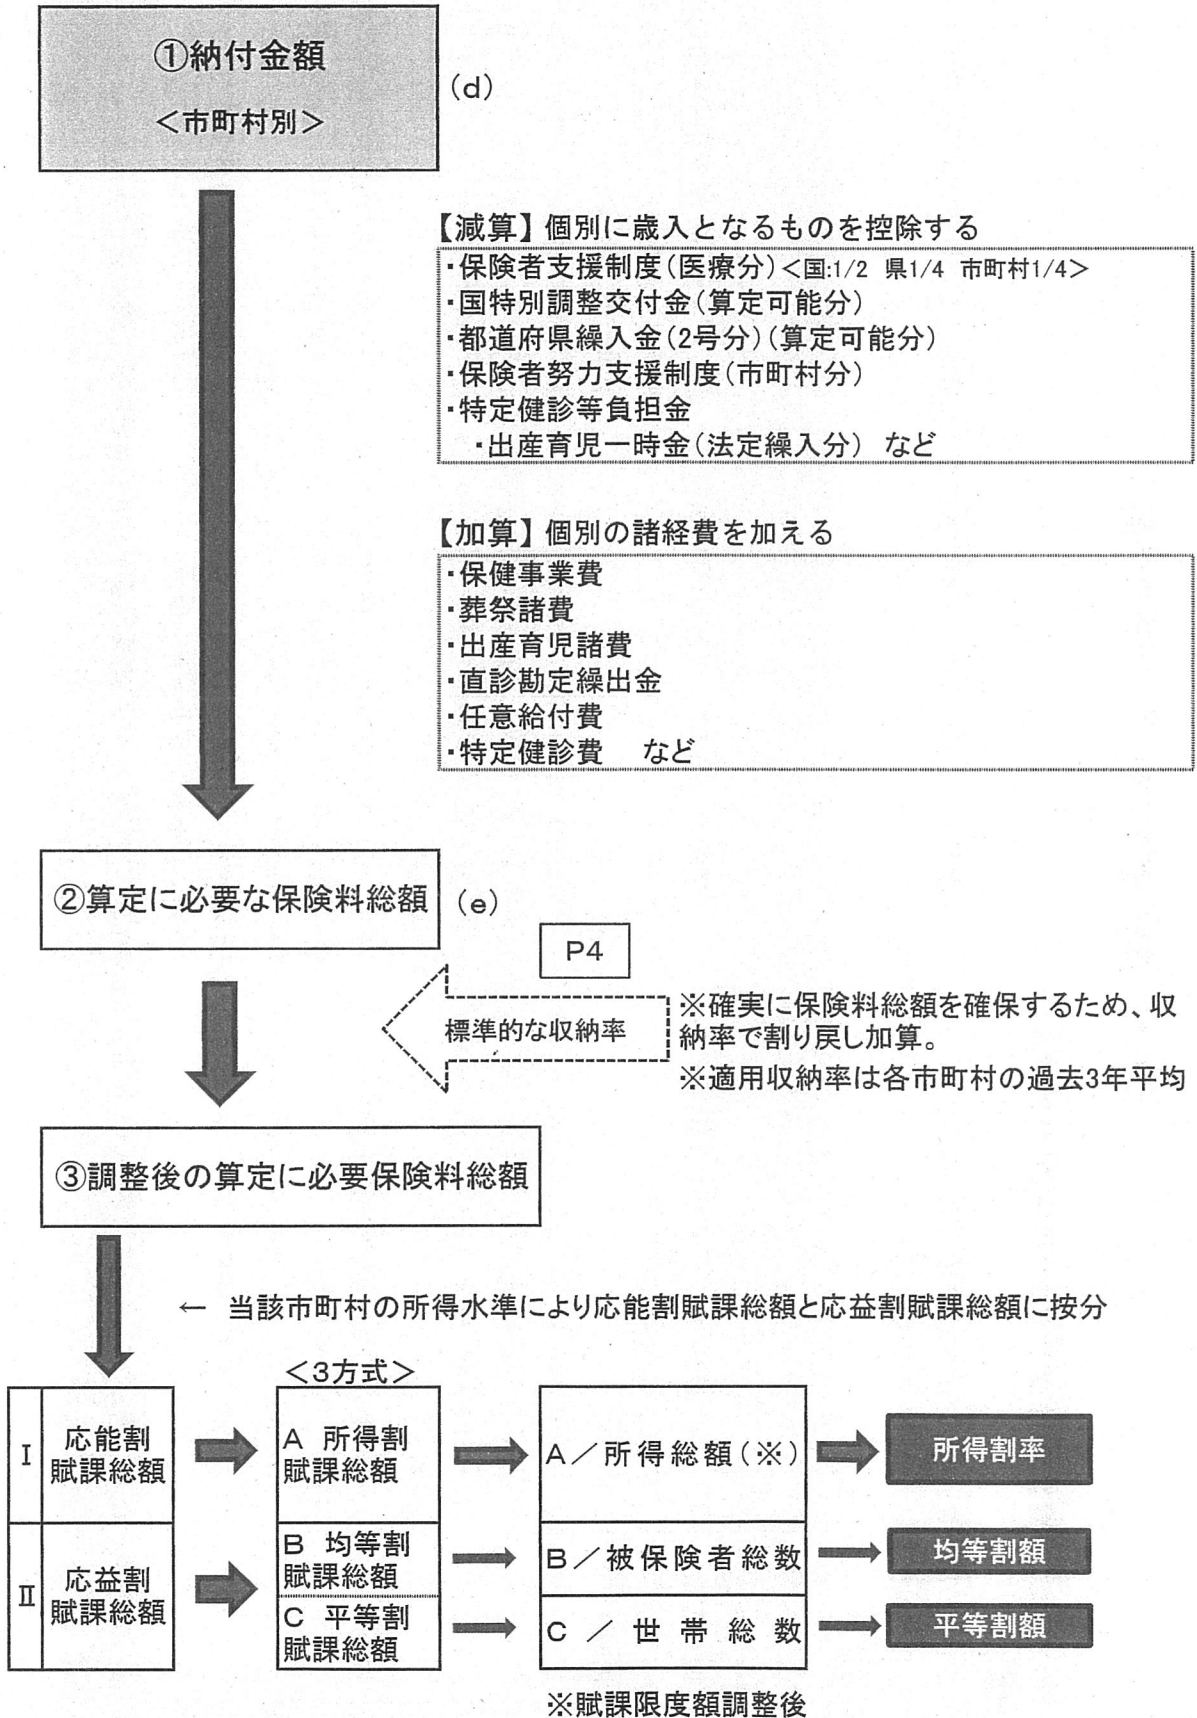 ①納付金額
＜市町村別＞
(d)
【減算】個別に歳入となるものを控除する
・保険者支援制度(医療分)＜国:1/2 県1/4 市町村1/4＞
・国特別調整交付金(算定可能分)
・都道府県繰入金(2号分)(算定可能分)
・保険者努力支援制度(市町村分)
・特定健診等負担金
・出産育児一時金(法定繰入分) など
【加算】個別の諸経費を加える
・保健事業費
・葬祭諸費
・出産育児諸費
・直診勘定繰出金
・任意給付費
・特定健診費 など
②算定に必要な保険料総額
(e)
P4
標準的な収納率
※確実に保険料総額を確保するため、収
納率で割り戻し加算。
※適用収納率は各市町村の過去3年平均
③調整後の算定に必要保険料総額
← 当該市町村の所得水準により応能割賦課総額と応益割賦課総額に按分
＜3方式＞
Ⅰ
応能割
賦課総額
A 所得割
賦課総額
A／所得総額(※)
所得割率
Ⅱ
応益割
賦課総額
B 均等割
賦課総額
B／被保険者総数
均等割額
C 平等割
賦課総額
C ／ 世 帯 総 数
平等割額
※賦課限度額調整後